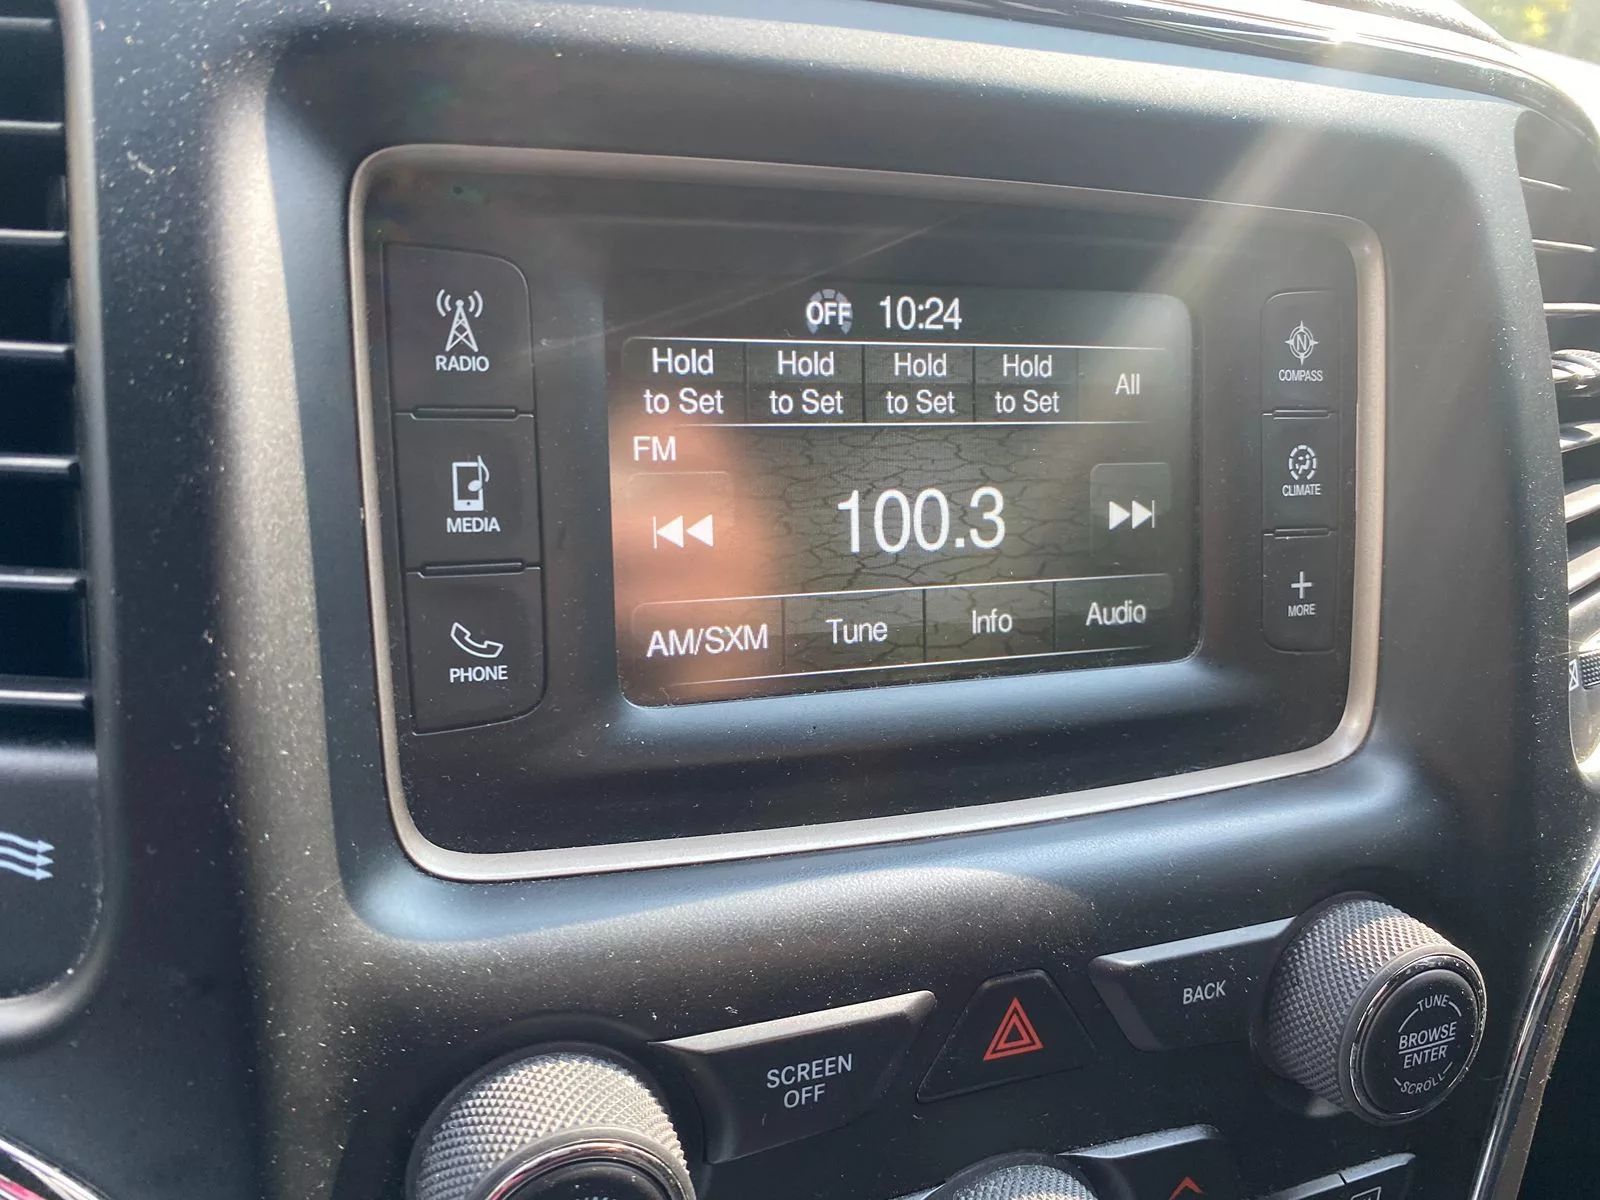 OFF 10:24
Hold to Set
Hold to Set
Hold to Set
Hold to Set
All
FM
100.3
AM/SXM
Tune
Info
Audio
RADIO
MEDIA
PHONE
N
COMPASS
CLIMATE
+
MORE
SCREEN
OFF
BACK
TUNE
BROWSE
ENTER
SCROLL